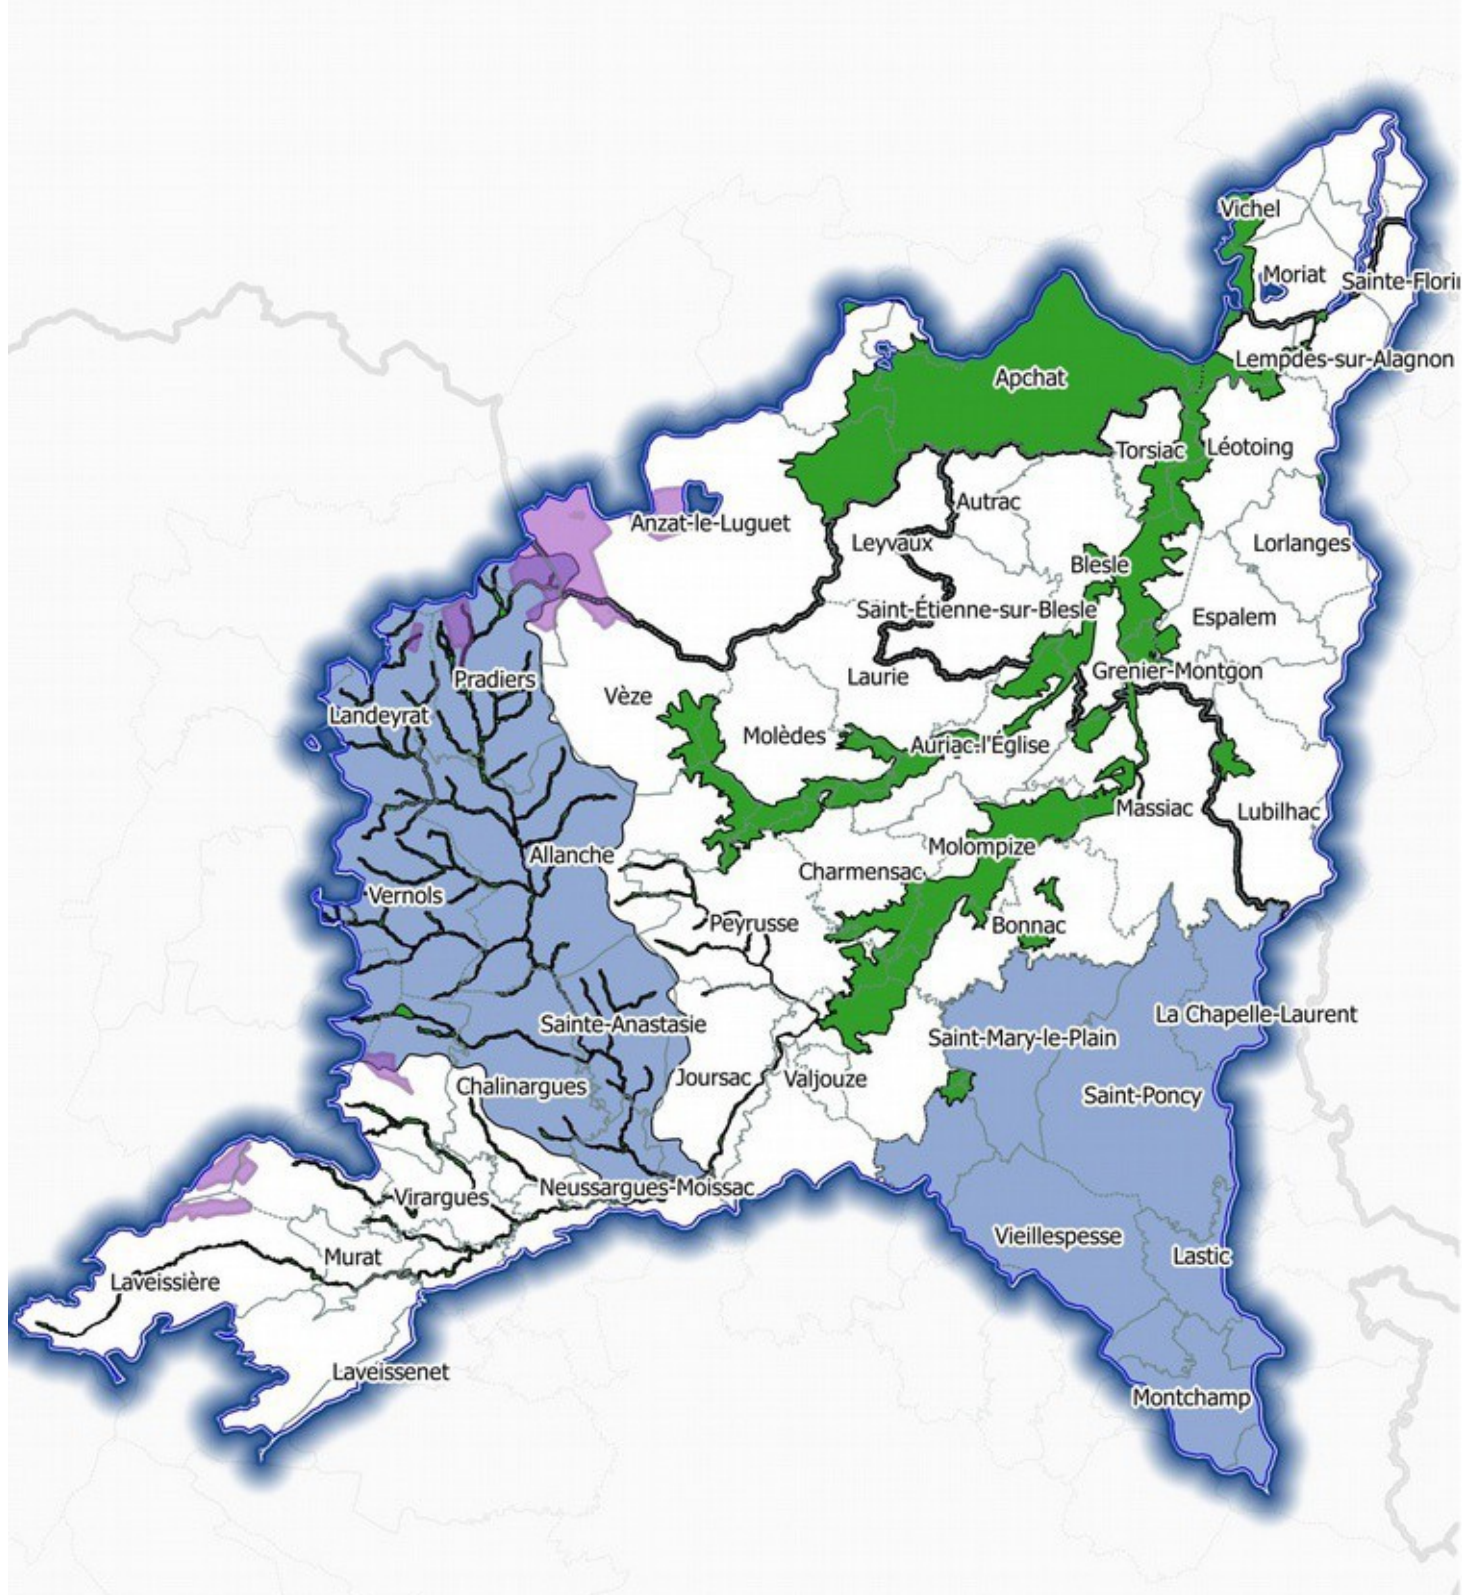 Vichel
Moriat
Sainte-Flori
Lempdes-sur-Alagnon
Apchat
Torsiac
Léotoing
Autrac
Anzat-le-Luguet
Leyvaux
Lorlanges
Blesle
Saint-Étienne-sur-Blesle
Espalem
Laurie
Grenier-Montgon
Pradiers
Vèze
Landeyrat
Molèdes
Auriac-l'Église
Massiac
Lubilhac
Molompize
Allanche
Charmensac
Vernols
Peyrusse
Bonnac
La Chapelle-Laurent
Sainte-Anastasie
Saint-Mary-le-Plain
Joursac
Valjouze
Chalinargues
Saint-Poncy
Neussargues-Moissac
Virargues
Vieillespesse
Murat
Lastic
Laveissière
Laveissenet
Montchamp